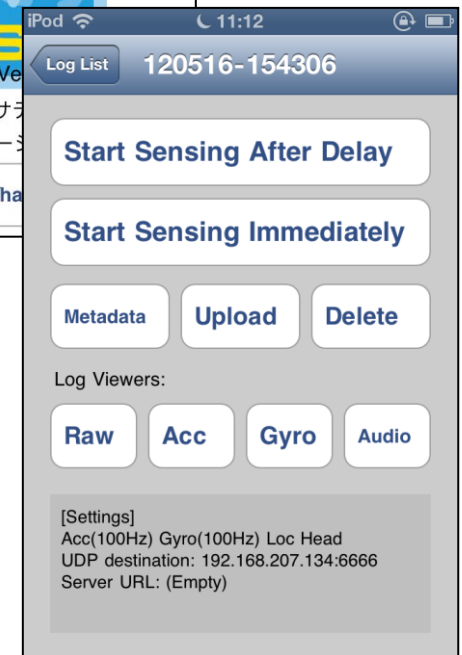 iPod 11:12
Log List 120516-154306
Start Sensing After Delay
Start Sensing Immediately
Metadata Upload Delete
Log Viewers:
Raw Acc Gyro Audio
[Settings]
Acc(100Hz) Gyro(100Hz) Loc Head
UDP destination: 192.168.207.134:6666
Server URL: (Empty)